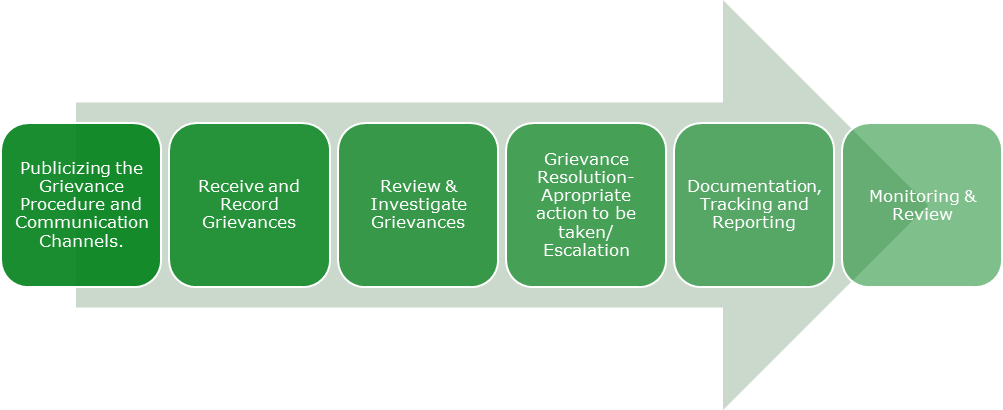 Publicizing the
Grievance
Procedure and
Communication
Channels.
Receive and
Record
Grievances
Review &
Investigate
Grievances
Grievance
Resolution-
Apropriate
action to be
taken/
Escalation
Documentation,
Tracking and
Reporting
Monitoring &
Review